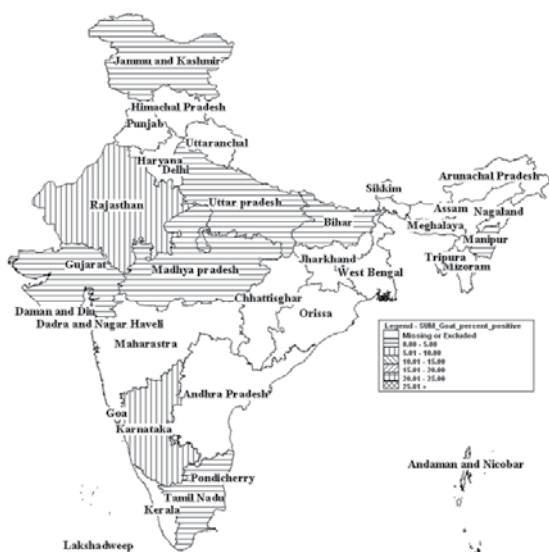 Jammu and Kashmir
Himachal Pradesh
Punjab
Uttaranchal
Haryana
Delhi
Arunachal Pradesh
Rajasthan
Uttar pradesh
Sikkim
Assam
Nagaland
Bihar
Meghalaya
Manipur
Gujarat
Madhya pradesh
Jharkhand
West Bengal
Tripura
Mizoram
Chhattisghar
Daman and Diu
Orissa
Dadra and Nagar Haveli
Maharastra
Legend - SUM_Goat_percent_positive
Missing or Excluded
0.00 - 5.00
5.01 - 10.00
10.01 - 15.00
15.01 - 20.00
20.01 - 25.00
25.01 +
Andhra Pradesh
Goa
Karnataka
Andaman and Nicobar
Pondicherry
Tamil Nadu
Kerala
Lakshadweep